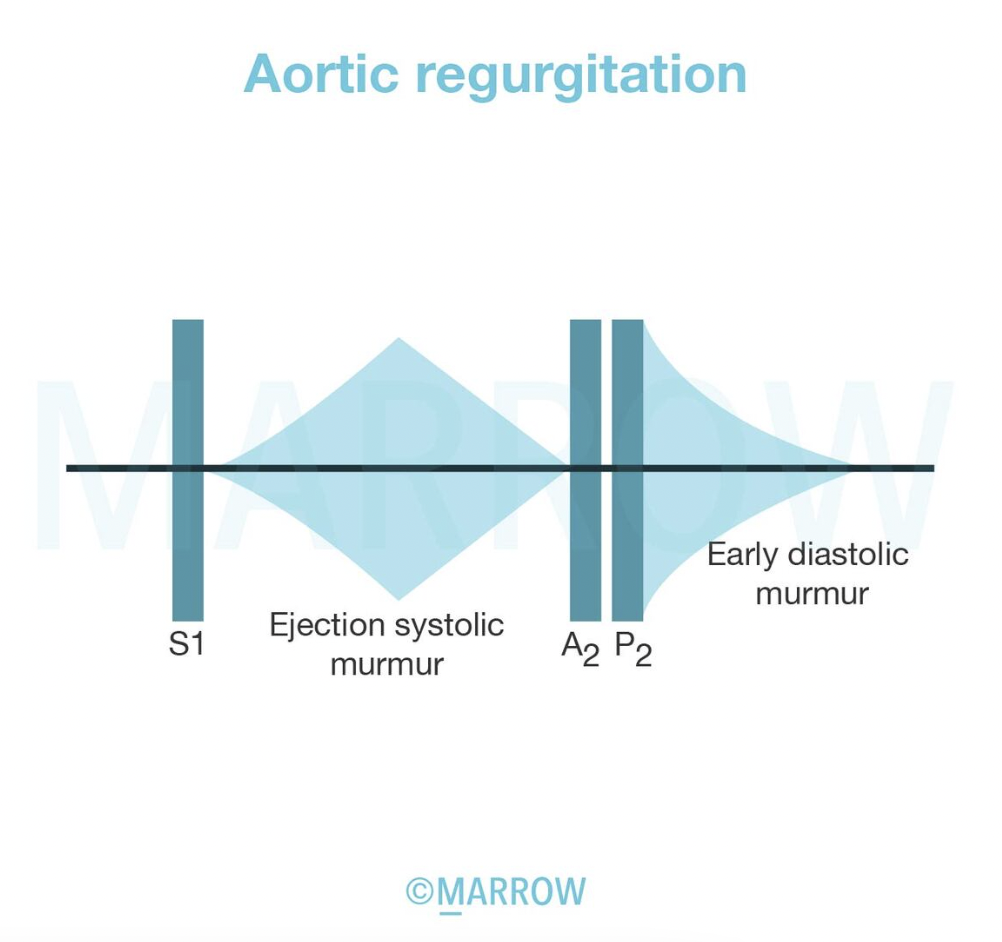 Aortic regurgitation
MARROW
Early diastolic
murmur
Ejection systolic
murmur
S1
A₂ P₂
©MARROW